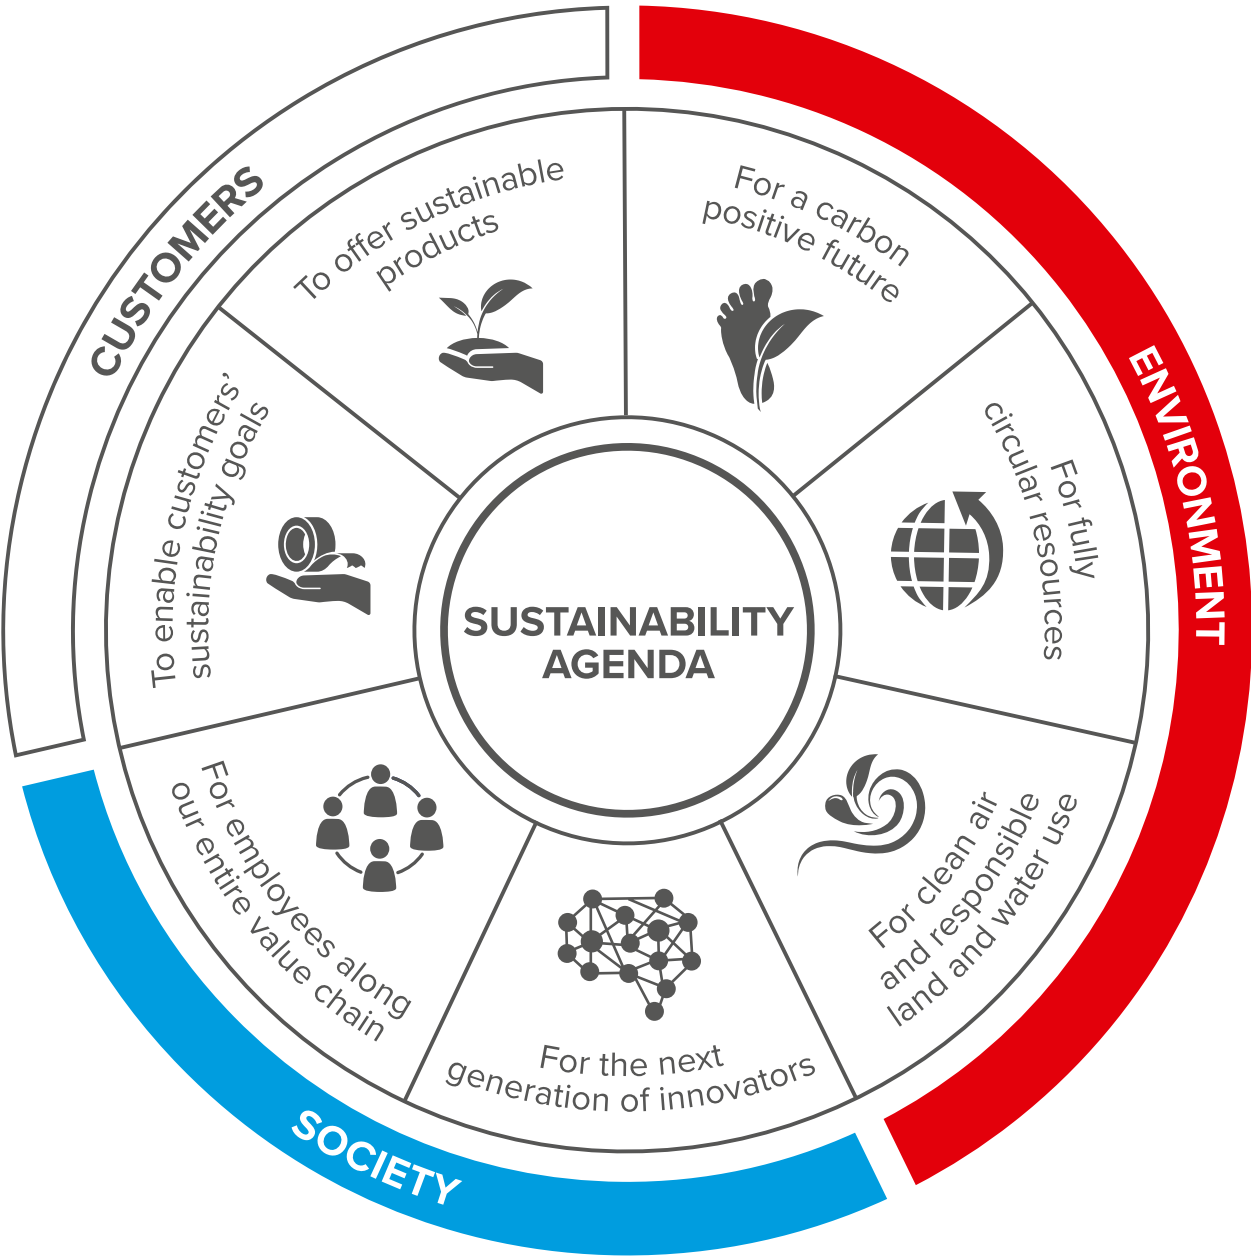 SUSTAINABILITY
AGENDA
ENVIRONMENT
For a carbon
positive future
For fully
circular resources
For clean air
and responsible
land and water use
SOCIETY
For the next
generation of innovators
For employees along
our entire value chain
CUSTOMERS
To enable customers’
sustainability goals
To offer sustainable
products